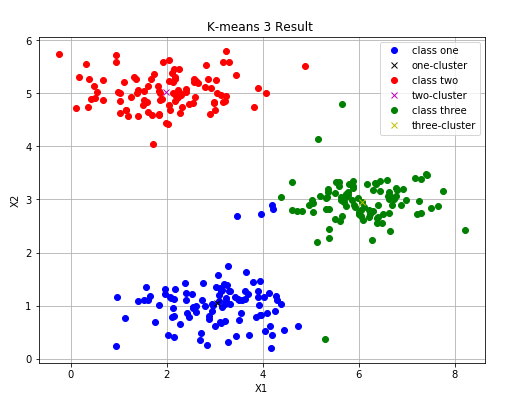 K-means 3 Result
class one
one-cluster
class two
two-cluster
class three
three-cluster
6
5
4
3
2
1
0
X2
0
2
4
6
8
X1